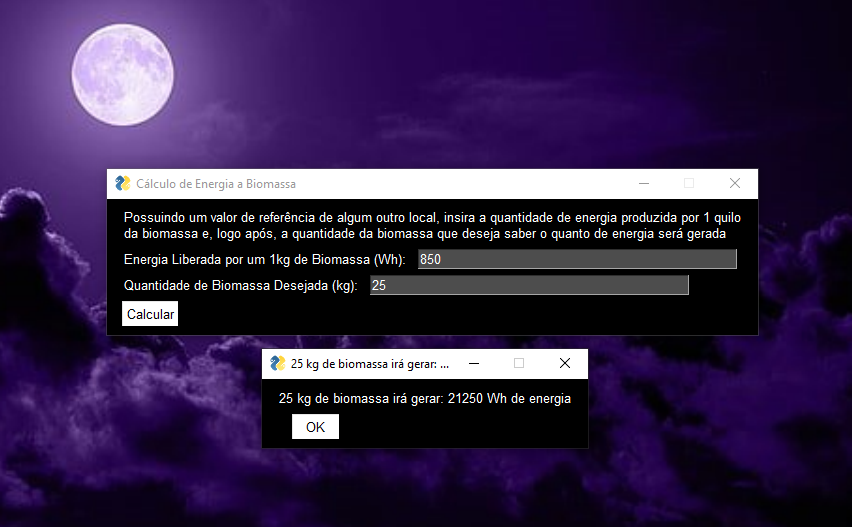 Cálculo de Energia a Biomassa
Possuindo um valor de referência de algum outro local, insira a quantidade de energia produzida por 1 quilo
da biomassa e, logo após, a quantidade da biomassa que deseja saber o quanto de energia será gerada
Energia Liberada por um 1kg de Biomassa (Wh): 850
Quantidade de Biomassa Desejada (kg): 25
Calcular
25 kg de biomassa irá gerar: ...
25 kg de biomassa irá gerar: 21250 Wh de energia
OK